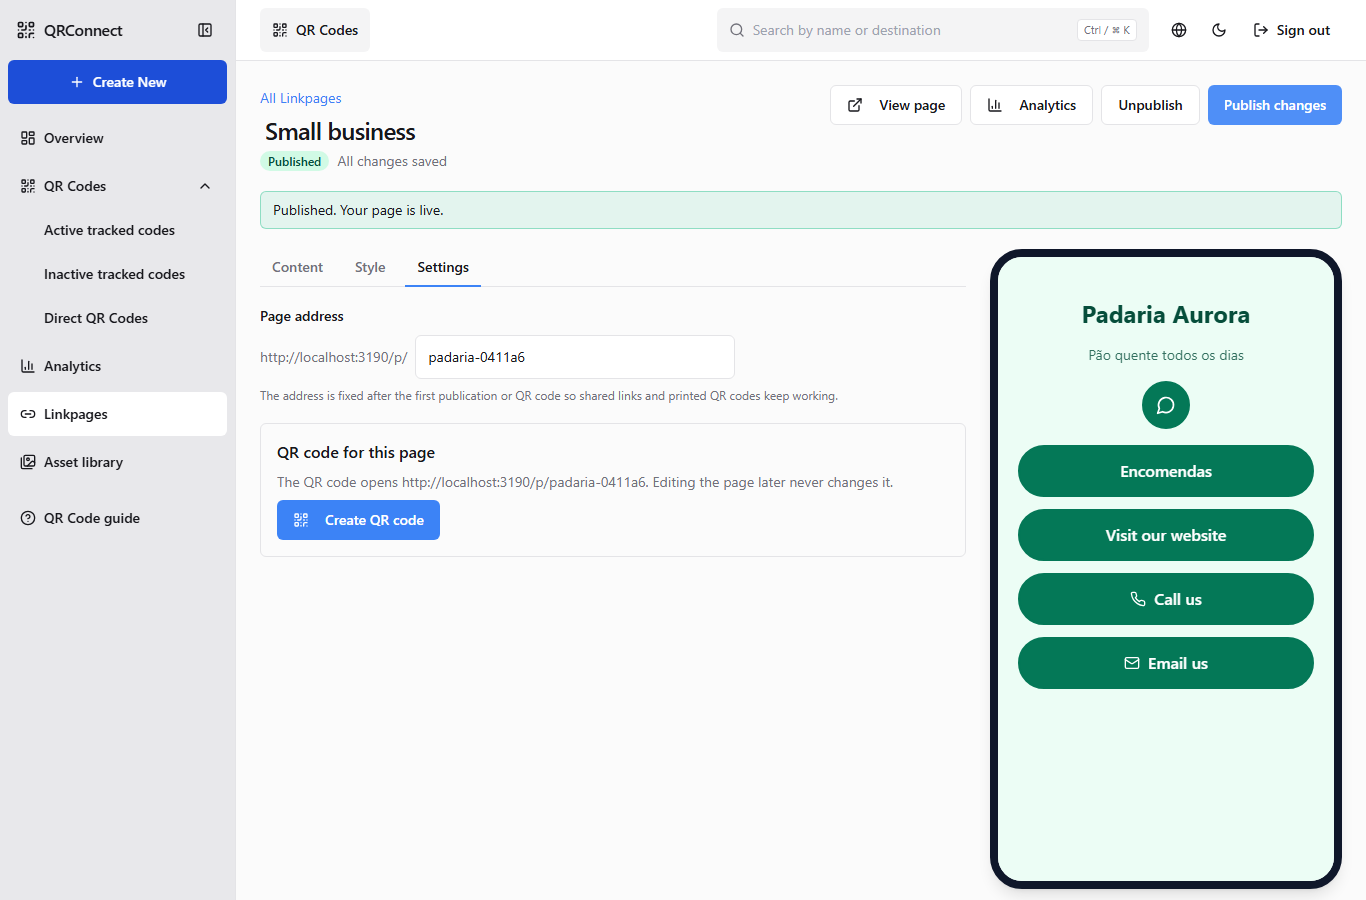 QRConnect
Create New
Overview
QR Codes
Active tracked codes
Inactive tracked codes
Direct QR Codes
Analytics
Linkpages
Asset library
QR Code guide
QR Codes
Search by name or destination
Ctrl / ⌘ K
Sign out
All Linkpages
Small business
Published
All changes saved
View page
Analytics
Unpublish
Publish changes
Published. Your page is live.
Content
Style
Settings
Page address
http://localhost:3190/p/
padaria-0411a6
The address is fixed after the first publication or QR code so shared links and printed QR codes keep working.
QR code for this page
The QR code opens http://localhost:3190/p/padaria-0411a6. Editing the page later never changes it.
Create QR code
Padaria Aurora
Pão quente todos os dias
Encomendas
Visit our website
Call us
Email us